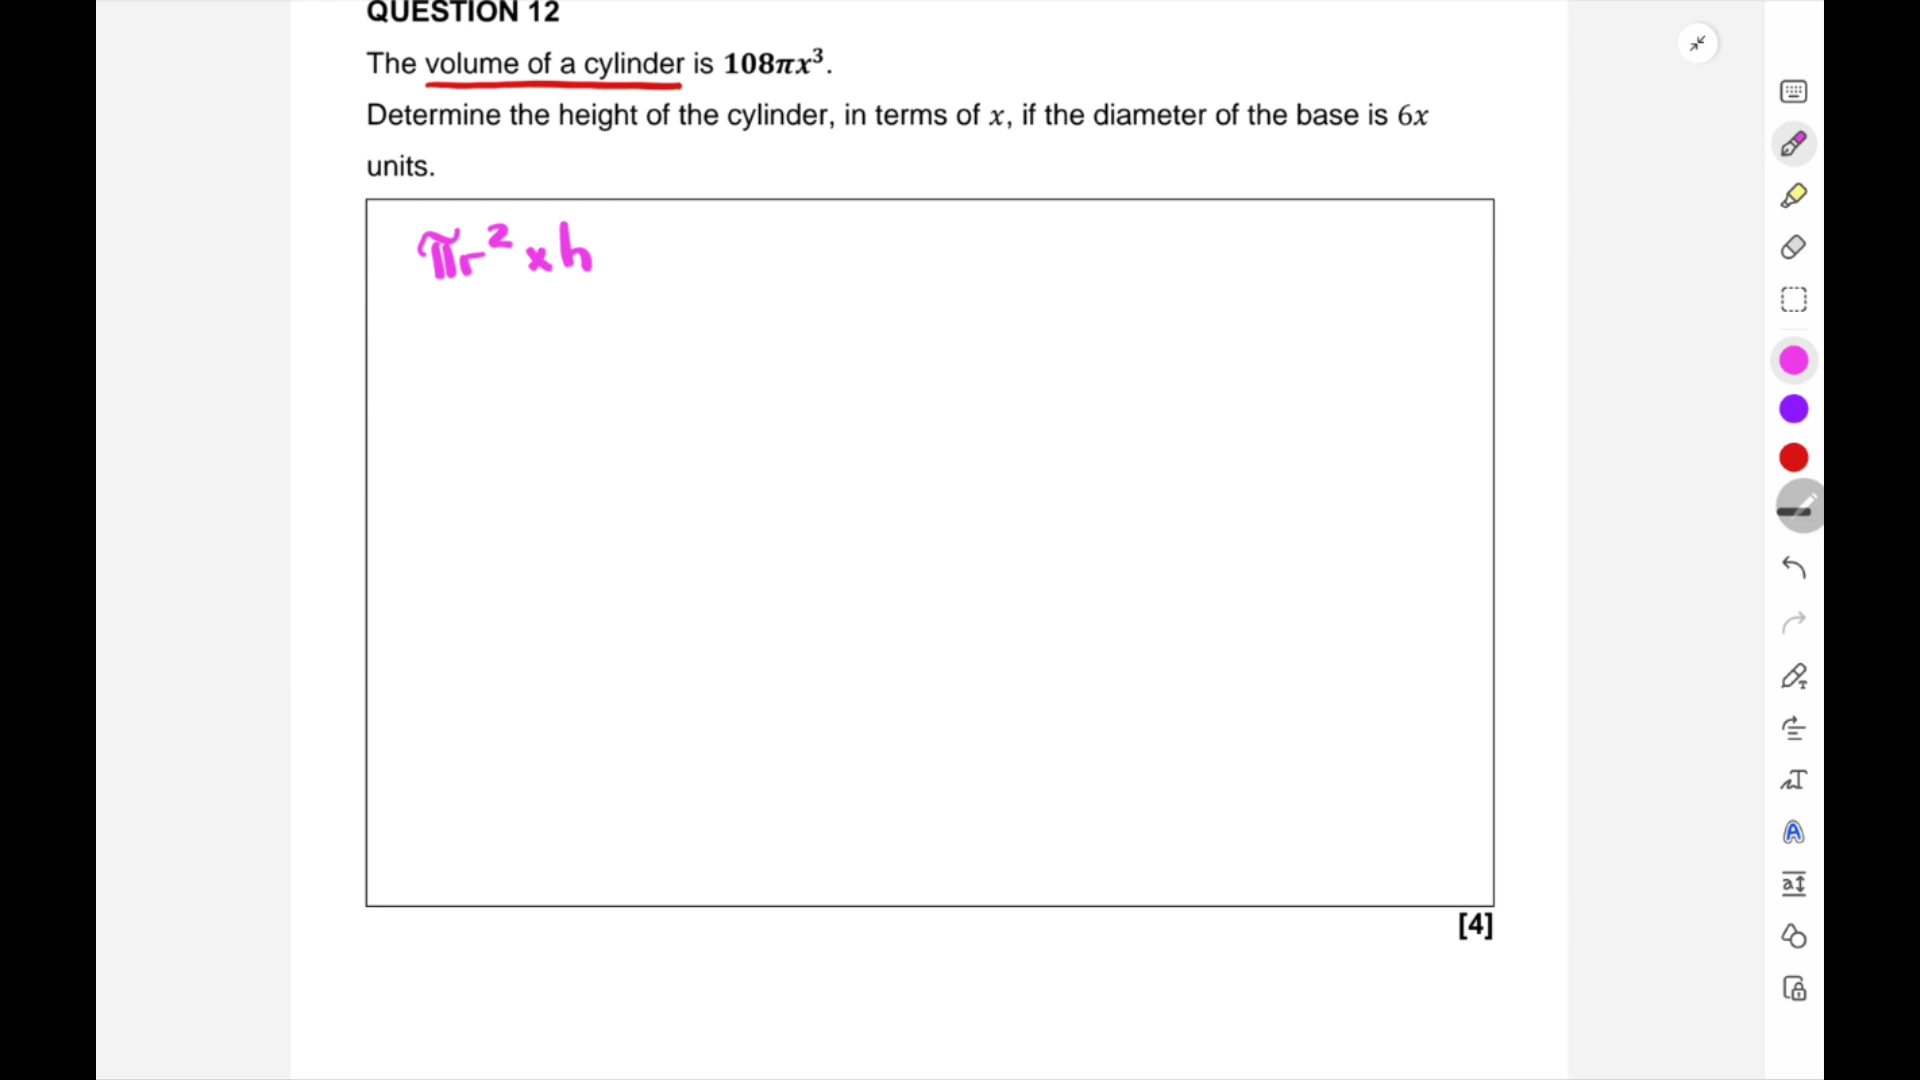 QUESTION 12
The volume of a cylinder is 108πx³.
Determine the height of the cylinder, in terms of x, if the diameter of the base is 6x
units.
πr² × h
[4]